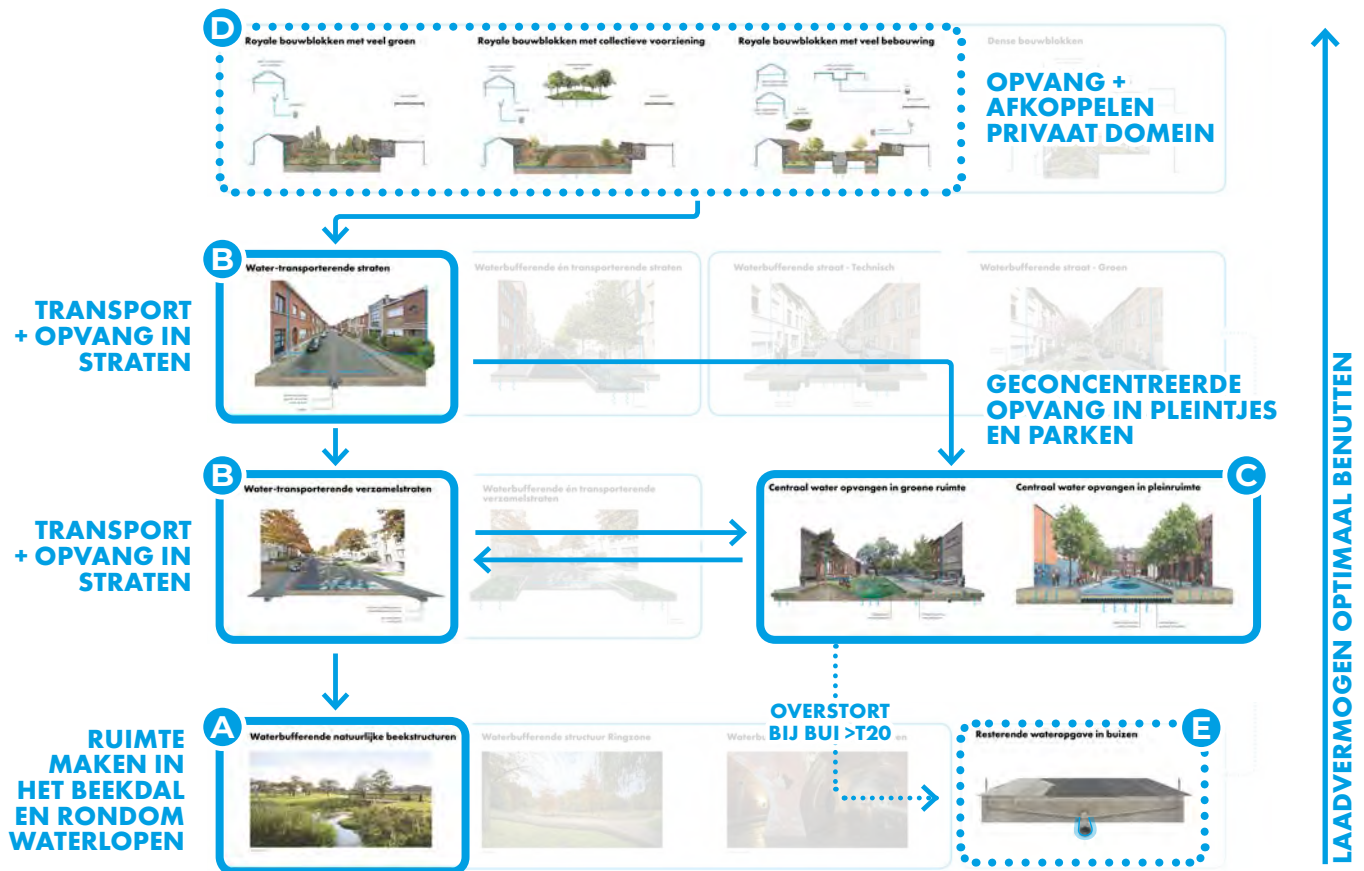 D
Royale bouwblokken met veel groen
Royale bouwblokken met collectieve voorziening
Royale bouwblokken met veel bebouwing
Dense bouwblokken
OPVANG +
AFKOPPELEN
PRIVAAT DOMEIN
B
Water-transporterende straten
Waterbufferende én transporterende straten
Waterbufferende straat - Technisch
Waterbufferende straat - Groen
TRANSPORT
+ OPVANG IN
STRATEN
GECONCENTREERDE
OPVANG IN PLEINTJES
EN PARKEN
B
Water-transporterende verzamelstraten
Waterbufferende én transporterende
verzamelstraten
C
Centraal water opvangen in groene ruimte
Centraal water opvangen in pleinruimte
TRANSPORT
+ OPVANG IN
STRATEN
A
Waterbufferende natuurlijke beekstructuren
Waterbufferende structuur Ringzone
OVERSTORT
BIJ BUI >T20
E
Resterende wateropgave in buizen
RUIMTE
MAKEN IN
HET BEEKDAL
EN RONDOM
WATERLOPEN
LAADVERMOGEN OPTIMAAL BENUTTEN